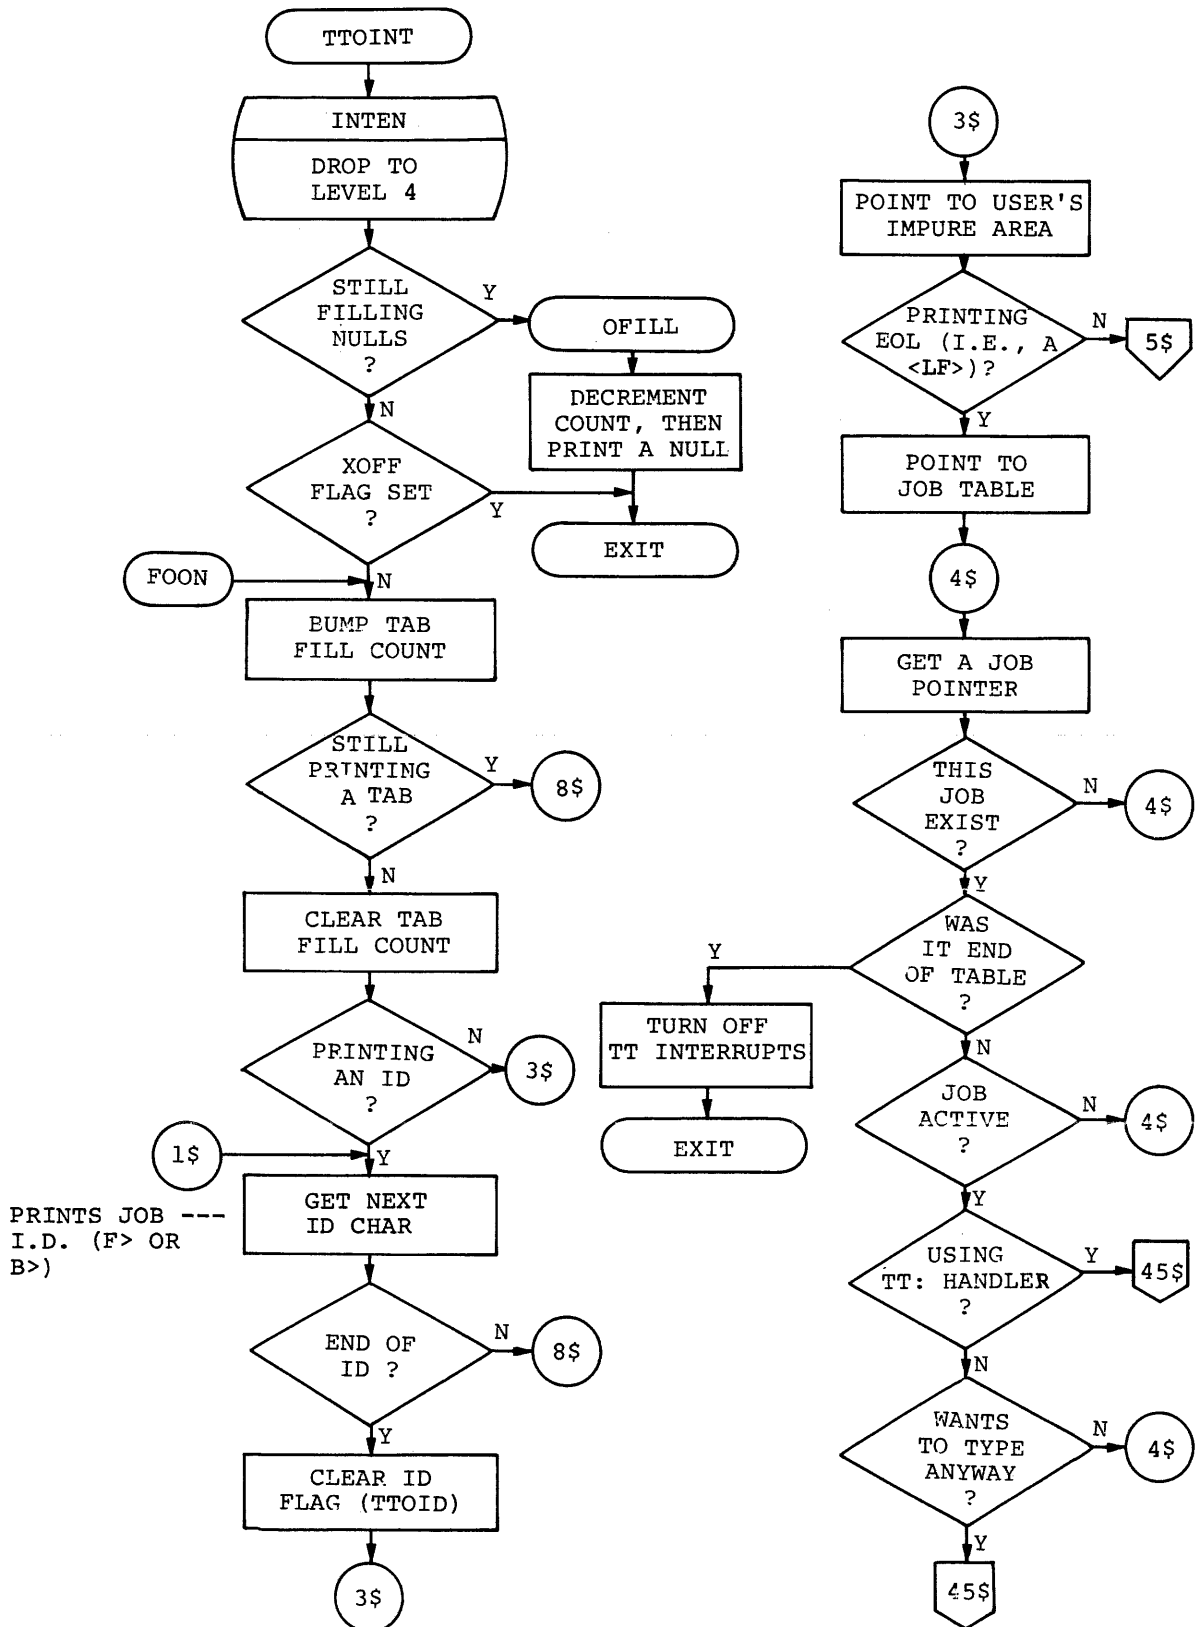 TTOINT
INTEN
DROP TO
LEVEL 4
STILL
FILLING
NULLS
?
Y
N
OFILL
DECREMENT
COUNT, THEN
PRINT A NULL
XOFF
FLAG SET
?
Y
N
EXIT
FOON
BUMP TAB
FILL COUNT
STILL
PRINTING
A TAB
?
Y
8$
N
CLEAR TAB
FILL COUNT
PRINTING
AN ID
?
N
3$
Y
1$
PRINTS JOB ---
I.D. (F> OR
B>)
GET NEXT
ID CHAR
END OF
ID ?
N
8$
Y
CLEAR ID
FLAG (TTOID)
3$
3$
POINT TO USER'S
IMPURE AREA
PRINTING
EOL (I.E., A
<LF>)?
N
5$
Y
POINT TO
JOB TABLE
4$
GET A JOB
POINTER
THIS
JOB
EXIST
?
N
4$
Y
WAS
IT END
OF TABLE
?
Y
TURN OFF
TT INTERRUPTS
EXIT
N
JOB
ACTIVE
?
N
4$
Y
USING
TT: HANDLER
?
Y
45$
N
WANTS
TO TYPE
ANYWAY
?
N
4$
Y
45$